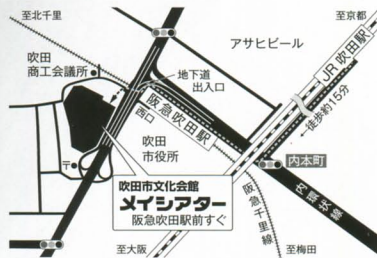 至北千里
至京都
アサヒビール
JR吹田駅
吹田
商工会議所
地下道
出入口
阪急吹田駅
西口
徒歩約15分
吹田
市役所
〒
内本町
吹田市文化会館
メイシアター
阪急吹田駅前すぐ
阪急千里線
内環状線
至大阪
至梅田